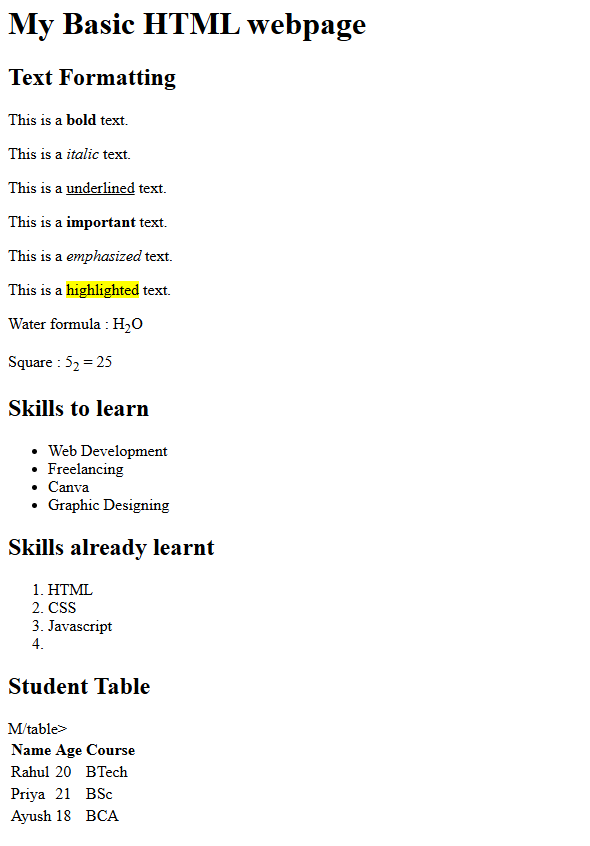 My Basic HTML webpage
Text Formatting
This is a bold text.
This is a italic text.
This is a underlined text.
This is a important text.
This is a emphasized text.
This is a highlighted text.
Water formula : H₂O
Square : 5₂ = 25
Skills to learn
• Web Development
• Freelancing
• Canva
• Graphic Designing
Skills already learnt
1. HTML
2. CSS
3. Javascript
4.
Student Table
M/table>
Name Age Course
Rahul 20 BTech
Priya 21 BSc
Ayush 18 BCA